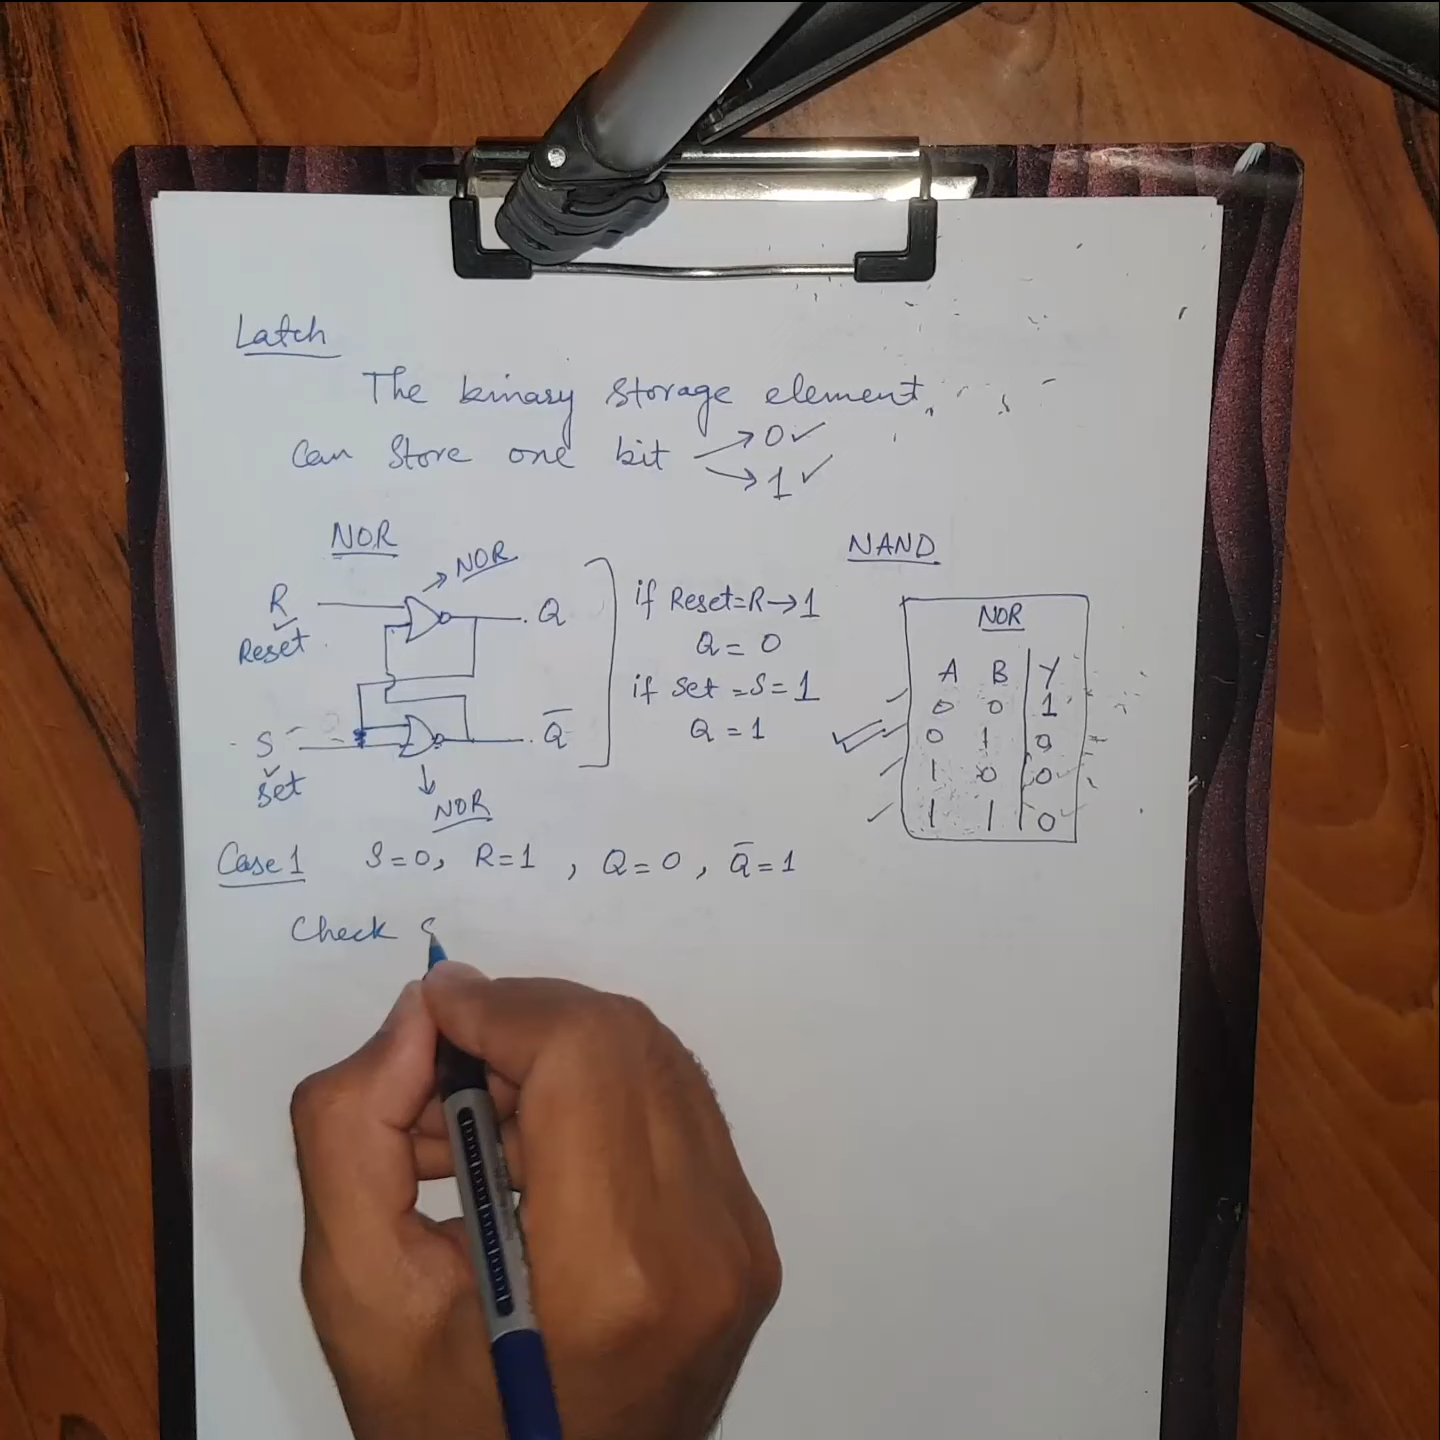 Latch
The binary storage element
Can Store one bit → 0 ✓
→ 1 ✓
NOR
→ NOR
R
Reset
Q
S
Set
Q̅
NOR
if Reset=R→1
Q = 0
if Set =S=1
Q = 1
NAND
NOR
A B Y
0 0 1
0 1 0
1 0 0
1 1 0
Case 1 S=0, R=1 , Q=0, Q̅=1
Check S